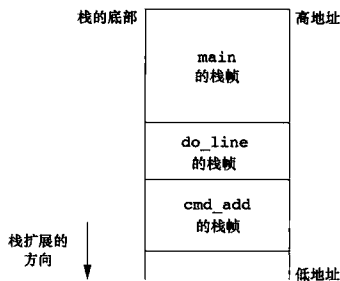 栈的底部
高地址
main
的栈帧
do_line
的栈帧
cmd_add
的栈帧
栈扩展的
方向
低地址